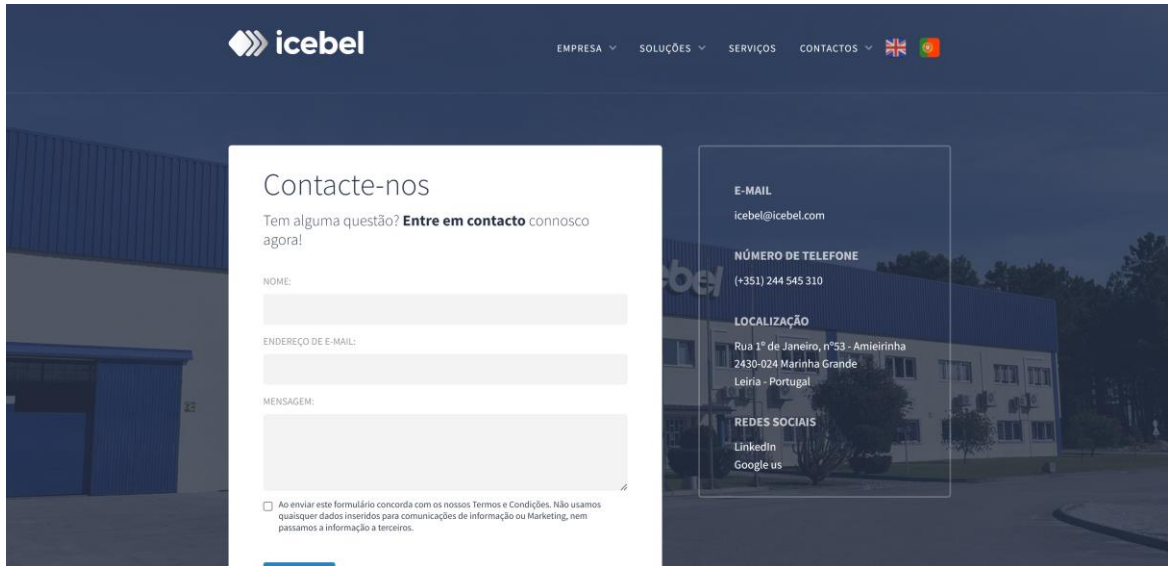 icebel
EMPRESA SOLUÇÕES SERVIÇOS CONTACTOS
Contacte-nos
Tem alguma questão? Entre em contacto connosco
agora!
NOME:
ENDEREÇO DE E-MAIL:
MENSAGEM:
Ao enviar este formulário concorda com os nossos Termos e Condições. Não usamos
quaisquer dados inseridos para comunicações de informação ou Marketing, nem
passamos a informação a terceiros.
E-MAIL
icebel@icebel.com
NÚMERO DE TELEFONE
(+351) 244 545 310
LOCALIZAÇÃO
Rua 1º de Janeiro, nº53 - Amieirinha
2430-024 Marinha Grande
Leiria - Portugal
REDES SOCIAIS
LinkedIn
Google us